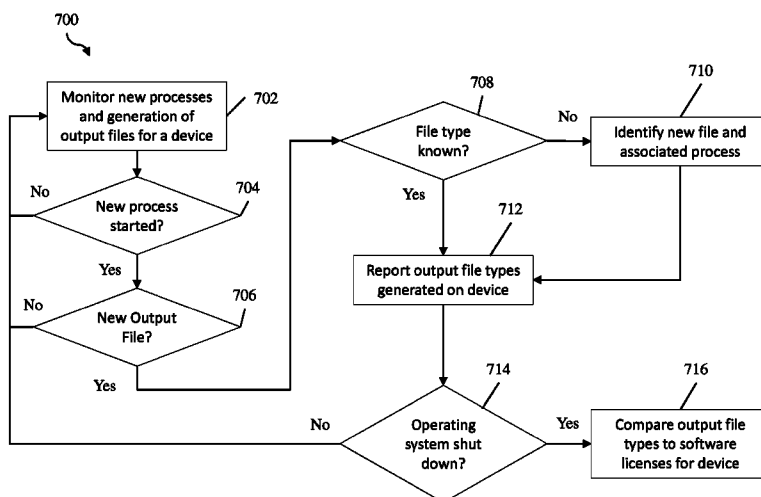 700
Monitor new processes
and generation of
output files for a device
702
No
New process
started?
704
Yes
No
New Output
File?
706
Yes
708
File type
known?
No
Yes
710
Identify new file and
associated process
712
Report output file types
generated on device
714
Operating
system shut
down?
No
Yes
716
Compare output file
types to software
licenses for device